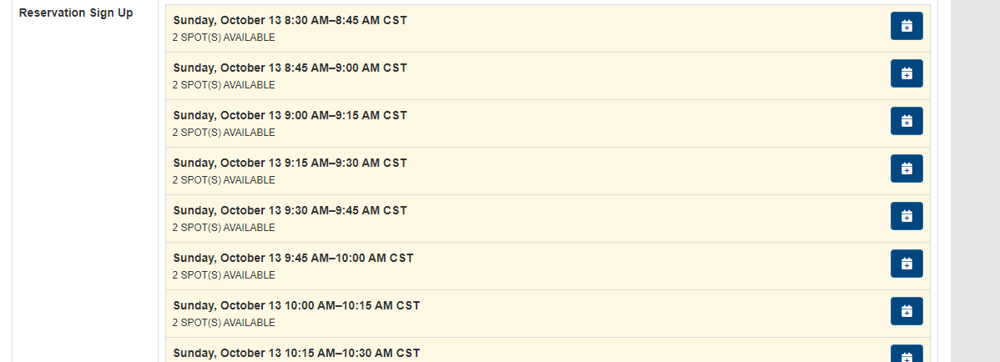 Reservation Sign Up
Sunday, October 13 8:30 AM–8:45 AM CST
2 SPOT(S) AVAILABLE
Sunday, October 13 8:45 AM–9:00 AM CST
2 SPOT(S) AVAILABLE
Sunday, October 13 9:00 AM–9:15 AM CST
2 SPOT(S) AVAILABLE
Sunday, October 13 9:15 AM–9:30 AM CST
2 SPOT(S) AVAILABLE
Sunday, October 13 9:30 AM–9:45 AM CST
2 SPOT(S) AVAILABLE
Sunday, October 13 9:45 AM–10:00 AM CST
2 SPOT(S) AVAILABLE
Sunday, October 13 10:00 AM–10:15 AM CST
2 SPOT(S) AVAILABLE
Sunday, October 13 10:15 AM–10:30 AM CST